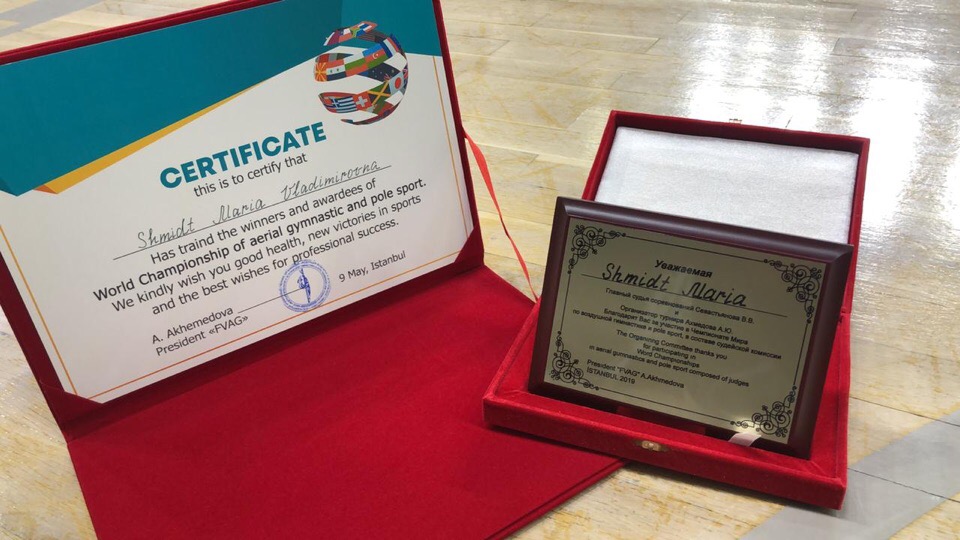 CERTIFICATE
this is to certify that
Shmidt Maria Vladimirovna
Has traind the winners and awardees of
World Championship of aerial gymnastic and pole sport.
We kindly wish you good health, new victories in sports
and the best wishes for professional success.
A. Akhemedova
9 May, Istanbul
President «FVAG»
Уважаемая
Shmidt Maria
Главный судья соревнований Севастьянова В.В.
и
Организатор турнира Ахмедова А.Ю.
Благодарят Вас за участие в Чемпионате Мира
по воздушной гимнастике и pole sport, в составе судейской комиссии
The Organining Committee thanks you
for participating in
Word Championships
in aerial gumnastics and pole sport composed of judges
President "FVAG" A.Akhmedova
ISTANBUL 2019